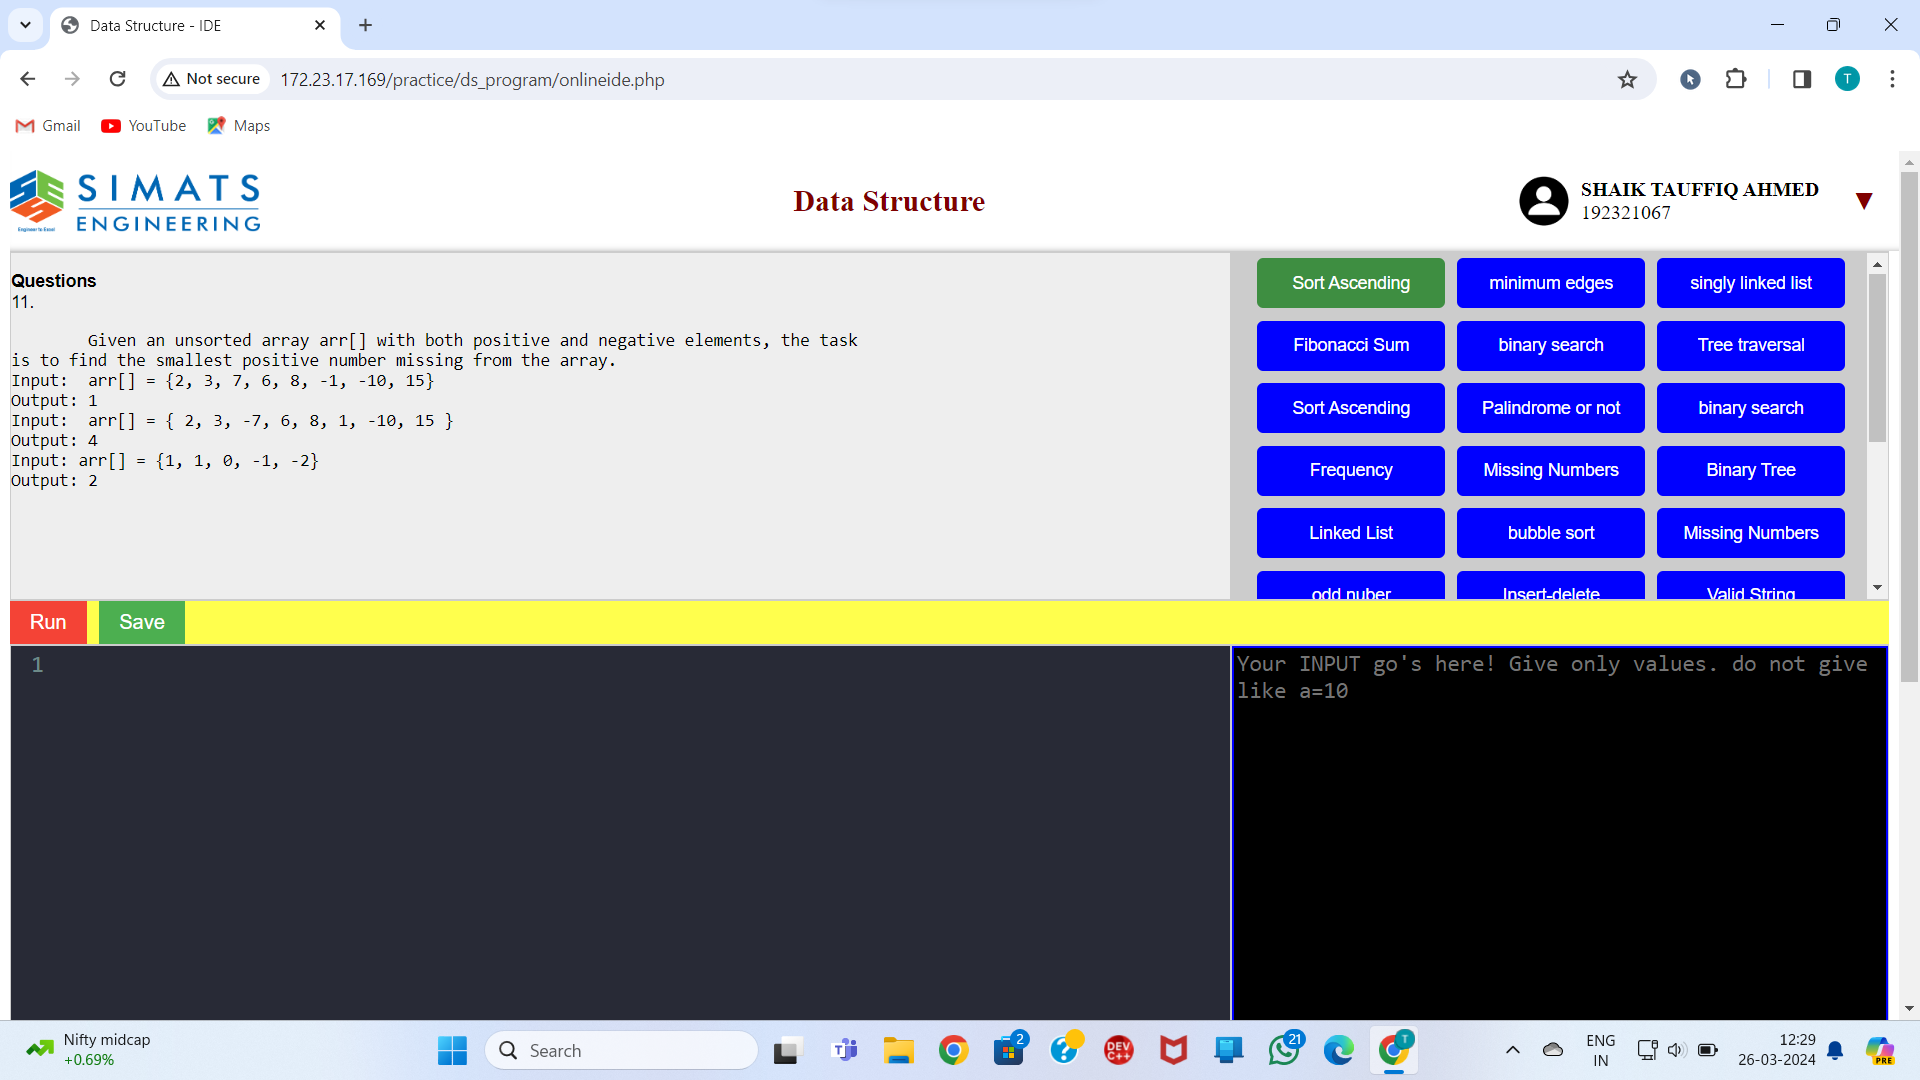 Data Structure - IDE
Not secure
172.23.17.169/practice/ds_program/onlineide.php
T
Gmail
YouTube
Maps
SIMATS
ENGINEERING
Engineer to Excel
Data Structure
SHAIK TAUFFIQ AHMED
192321067
Questions
11.
Given an unsorted array arr[] with both positive and negative elements, the task
is to find the smallest positive number missing from the array.
Input:  arr[] = {2, 3, 7, 6, 8, -1, -10, 15}
Output: 1
Input:  arr[] = { 2, 3, -7, 6, 8, 1, -10, 15 }
Output: 4
Input: arr[] = {1, 1, 0, -1, -2}
Output: 2
Sort Ascending
minimum edges
singly linked list
Fibonacci Sum
binary search
Tree traversal
Sort Ascending
Palindrome or not
binary search
Frequency
Missing Numbers
Binary Tree
Linked List
bubble sort
Missing Numbers
odd nuber
Insert-delete
Valid String
Run
Save
1
Your INPUT go's here! Give only values. do not give
like a=10
Nifty midcap
+0.69%
Search
2
DEV
C++
21
T
ENG
IN
12:29
26-03-2024
PRE